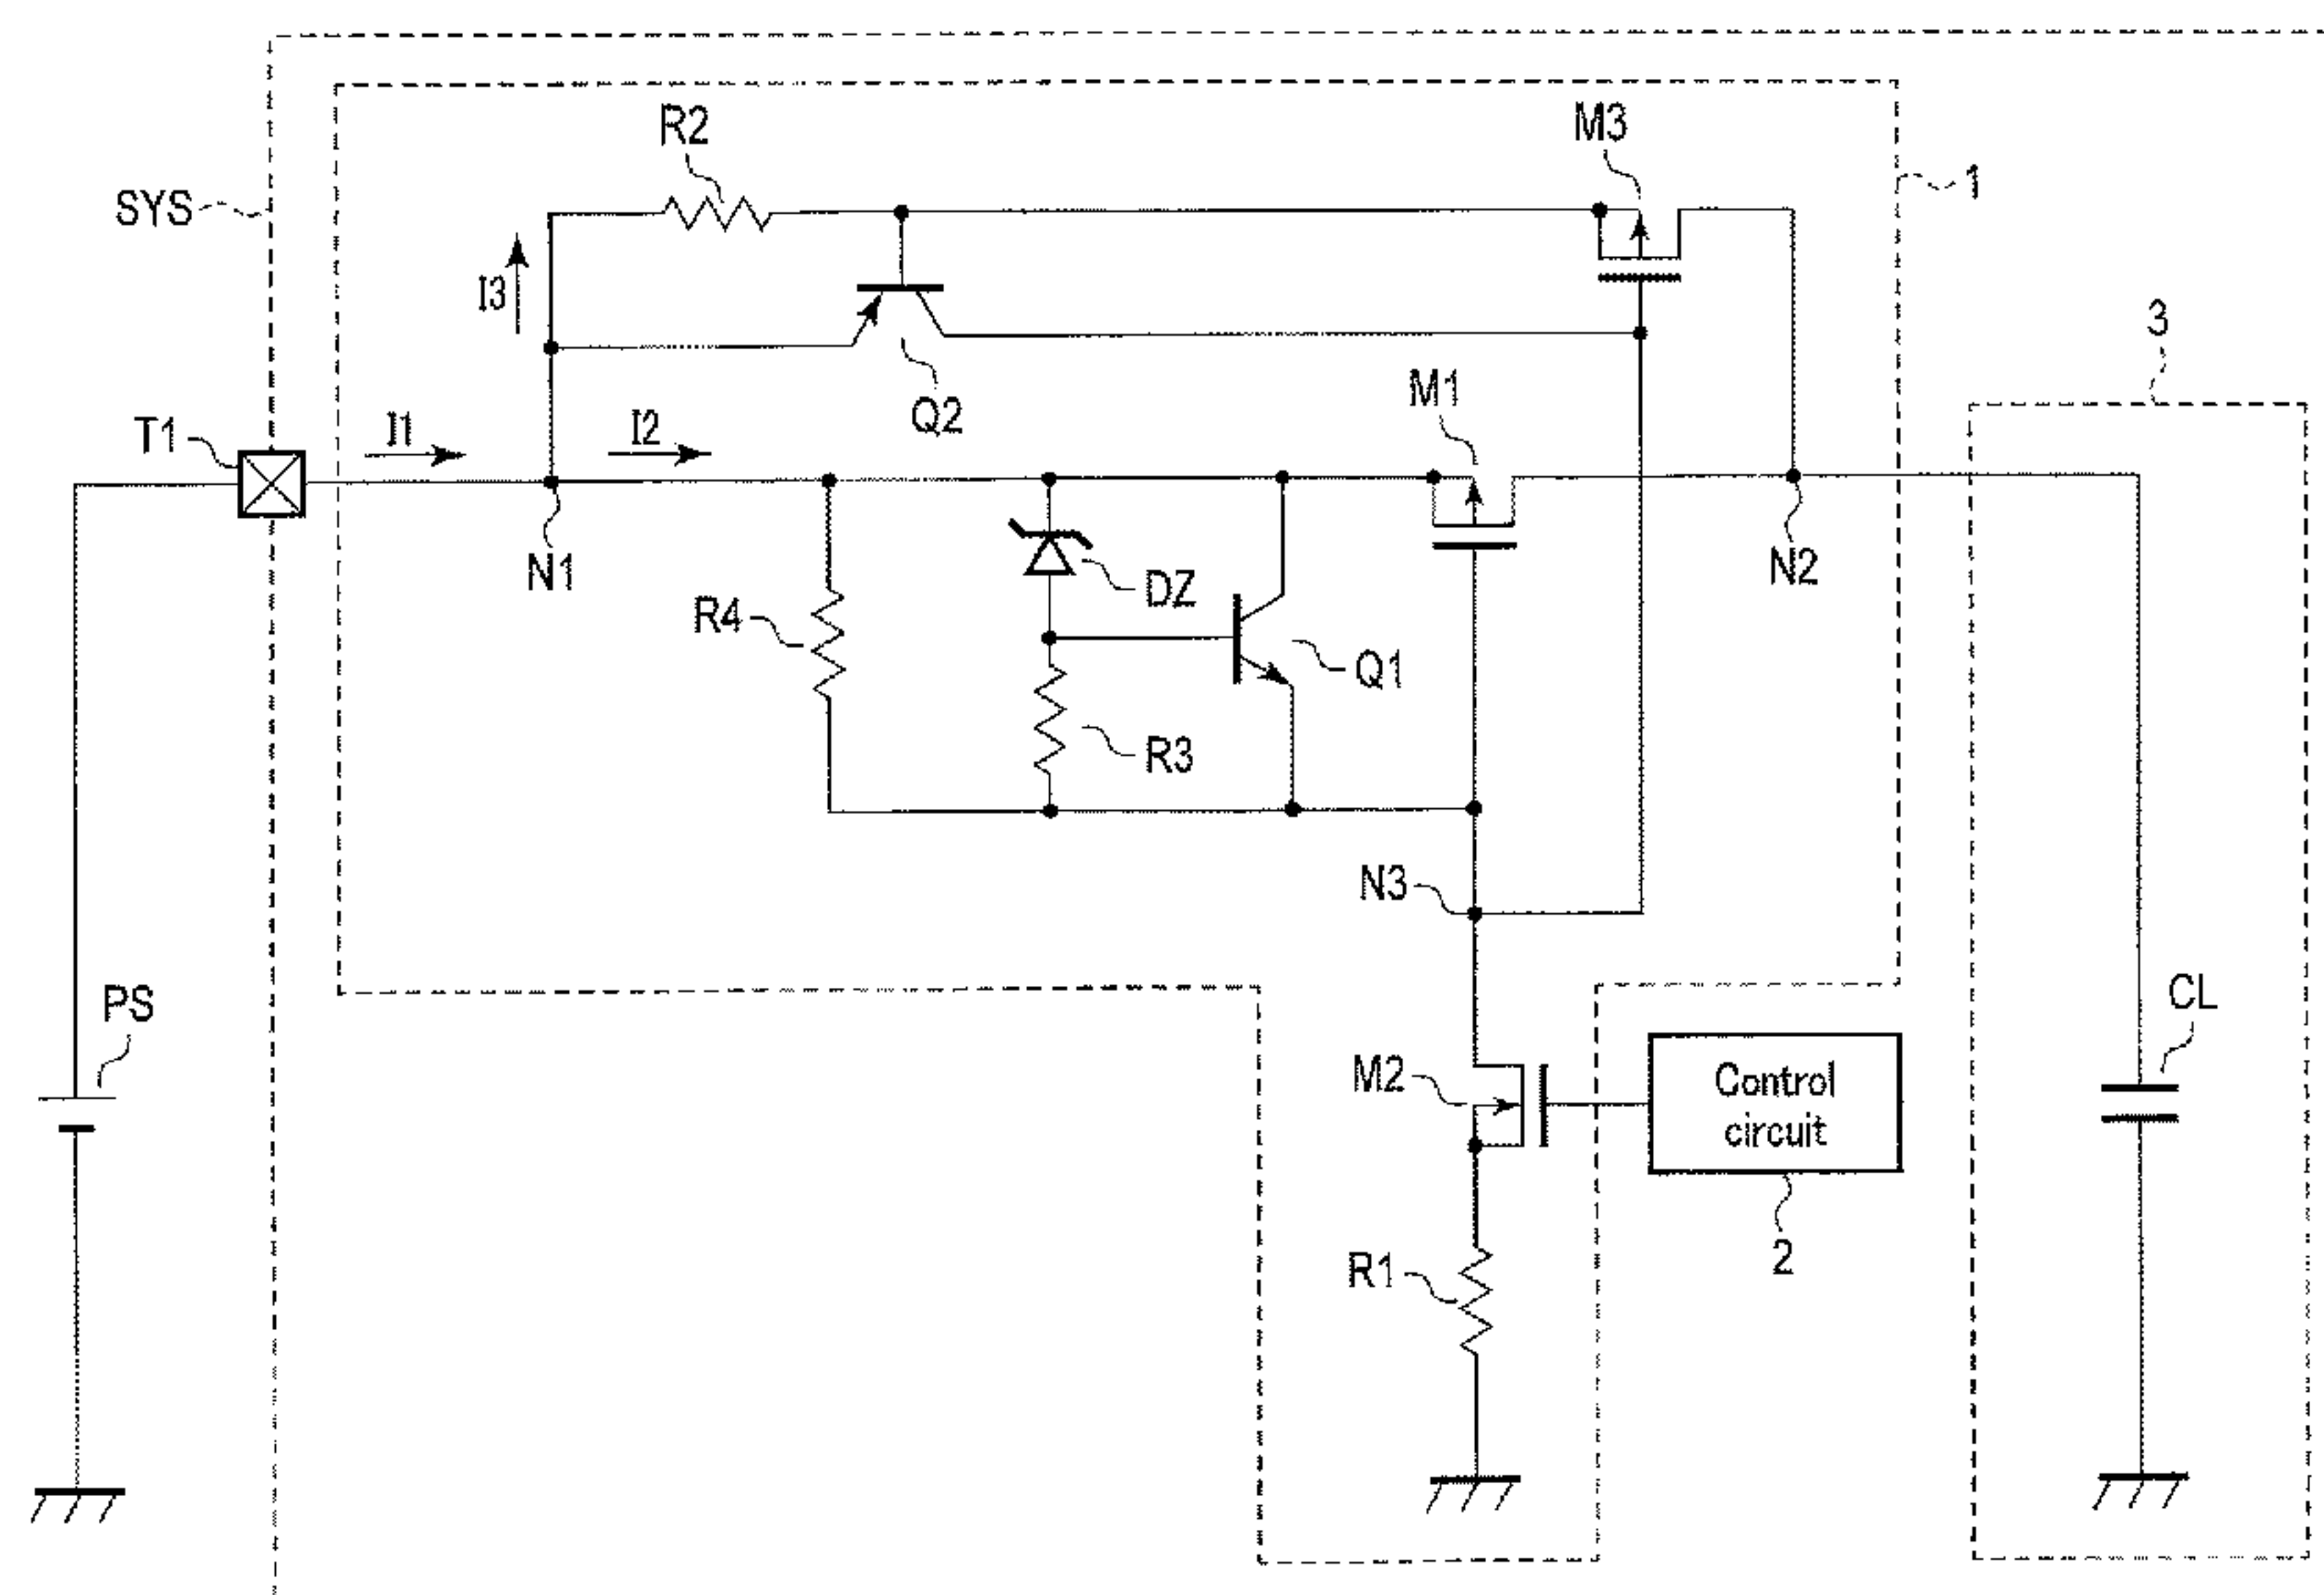 R2
M3
SYS
1
I3
3
Q2
M1
T1
I1
I2
N1
N2
DZ
R4
Q1
R3
N3
PS
CL
M2
Control
circuit
R1
2